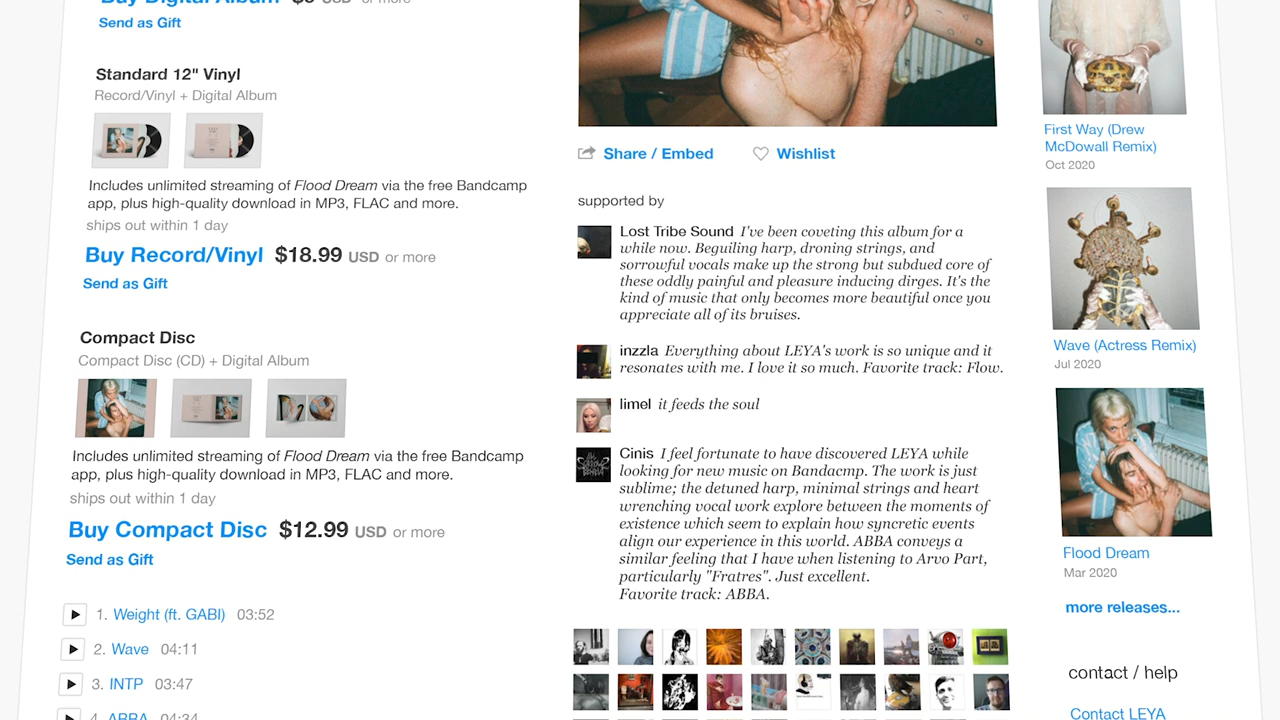 Buy Digital Album $9 USD or more
Send as Gift
Standard 12" Vinyl
Record/Vinyl + Digital Album
Includes unlimited streaming of Flood Dream via the free Bandcamp
app, plus high-quality download in MP3, FLAC and more.
ships out within 1 day
Buy Record/Vinyl $18.99 USD or more
Send as Gift
Compact Disc
Compact Disc (CD) + Digital Album
Includes unlimited streaming of Flood Dream via the free Bandcamp
app, plus high-quality download in MP3, FLAC and more.
ships out within 1 day
Buy Compact Disc $12.99 USD or more
Send as Gift
1. Weight (ft. GABI) 03:52
2. Wave 04:11
3. INTP 03:47
4. ABBA 04:34
Share / Embed
Wishlist
supported by
Lost Tribe Sound I've been coveting this album for a
while now. Beguiling harp, droning strings, and
sorrowful vocals make up the strong but subdued core of
these oddly painful and pleasure inducing dirges. It's the
kind of music that only becomes more beautiful once you
appreciate all of its bruises.
inzzla Everything about LEYA's work is so unique and it
resonates with me. I love it so much. Favorite track: Flow.
limel it feeds the soul
Cinis I feel fortunate to have discovered LEYA while
looking for new music on Bandacmp. The work is just
sublime; the detuned harp, minimal strings and heart
wrenching vocal work explore between the moments of
existence which seem to explain how syncretic events
align our experience in this world. ABBA conveys a
similar feeling that I have when listening to Arvo Part,
particularly "Fratres". Just excellent.
Favorite track: ABBA.
First Way (Drew
McDowall Remix)
Oct 2020
Wave (Actress Remix)
Jul 2020
Flood Dream
Mar 2020
more releases...
contact / help
Contact LEYA